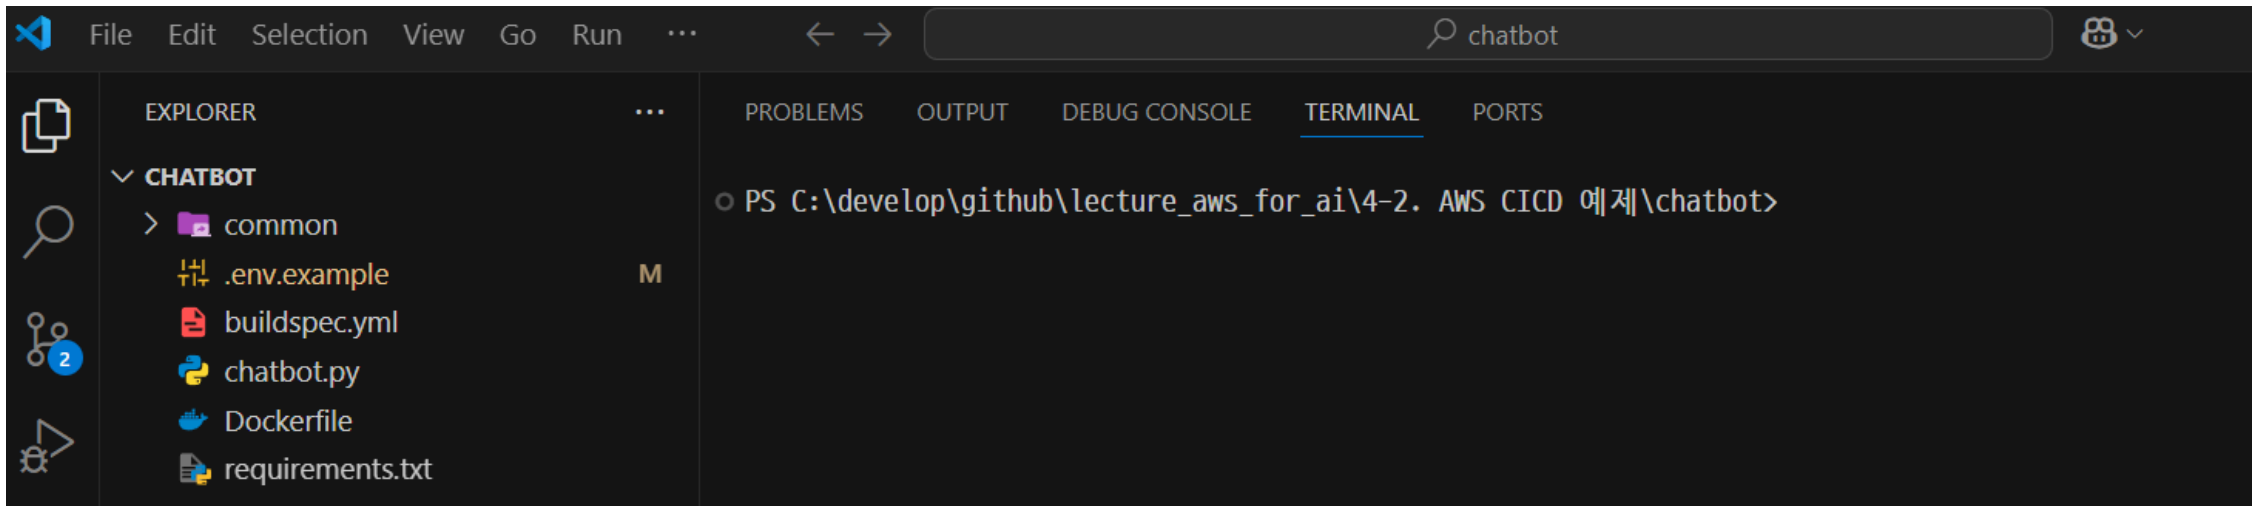 File Edit Selection View Go Run ··· chatbot
EXPLORER ···
CHATBOT
common
.env.example M
buildspec.yml
chatbot.py
Dockerfile
requirements.txt
2
PROBLEMS OUTPUT DEBUG CONSOLE TERMINAL PORTS
PS C:\develop\github\lecture_aws_for_ai\4-2. AWS CICD 예제\chatbot>